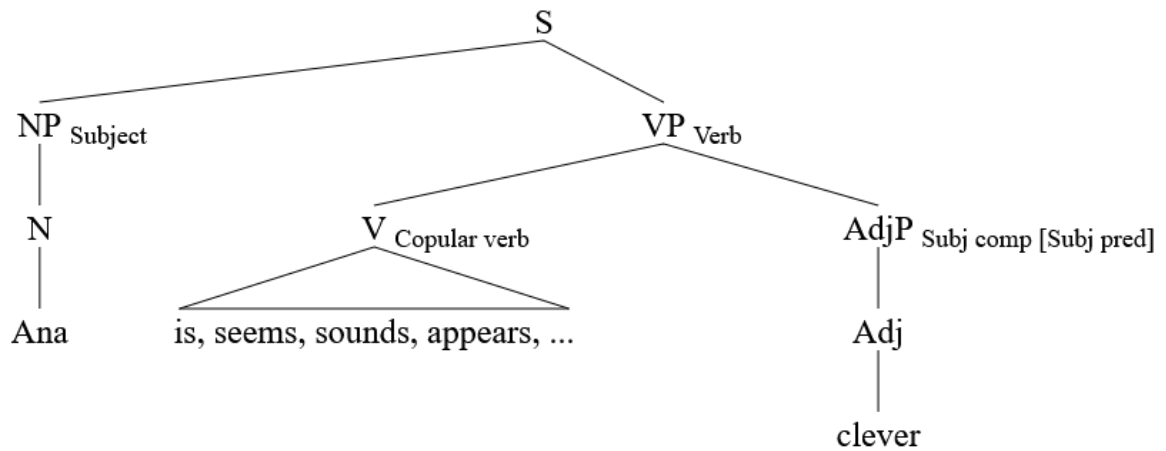 S
NP Subject VP Verb
N V Copular verb AdjP Subj comp [Subj pred]
Ana is, seems, sounds, appears, ... Adj
clever